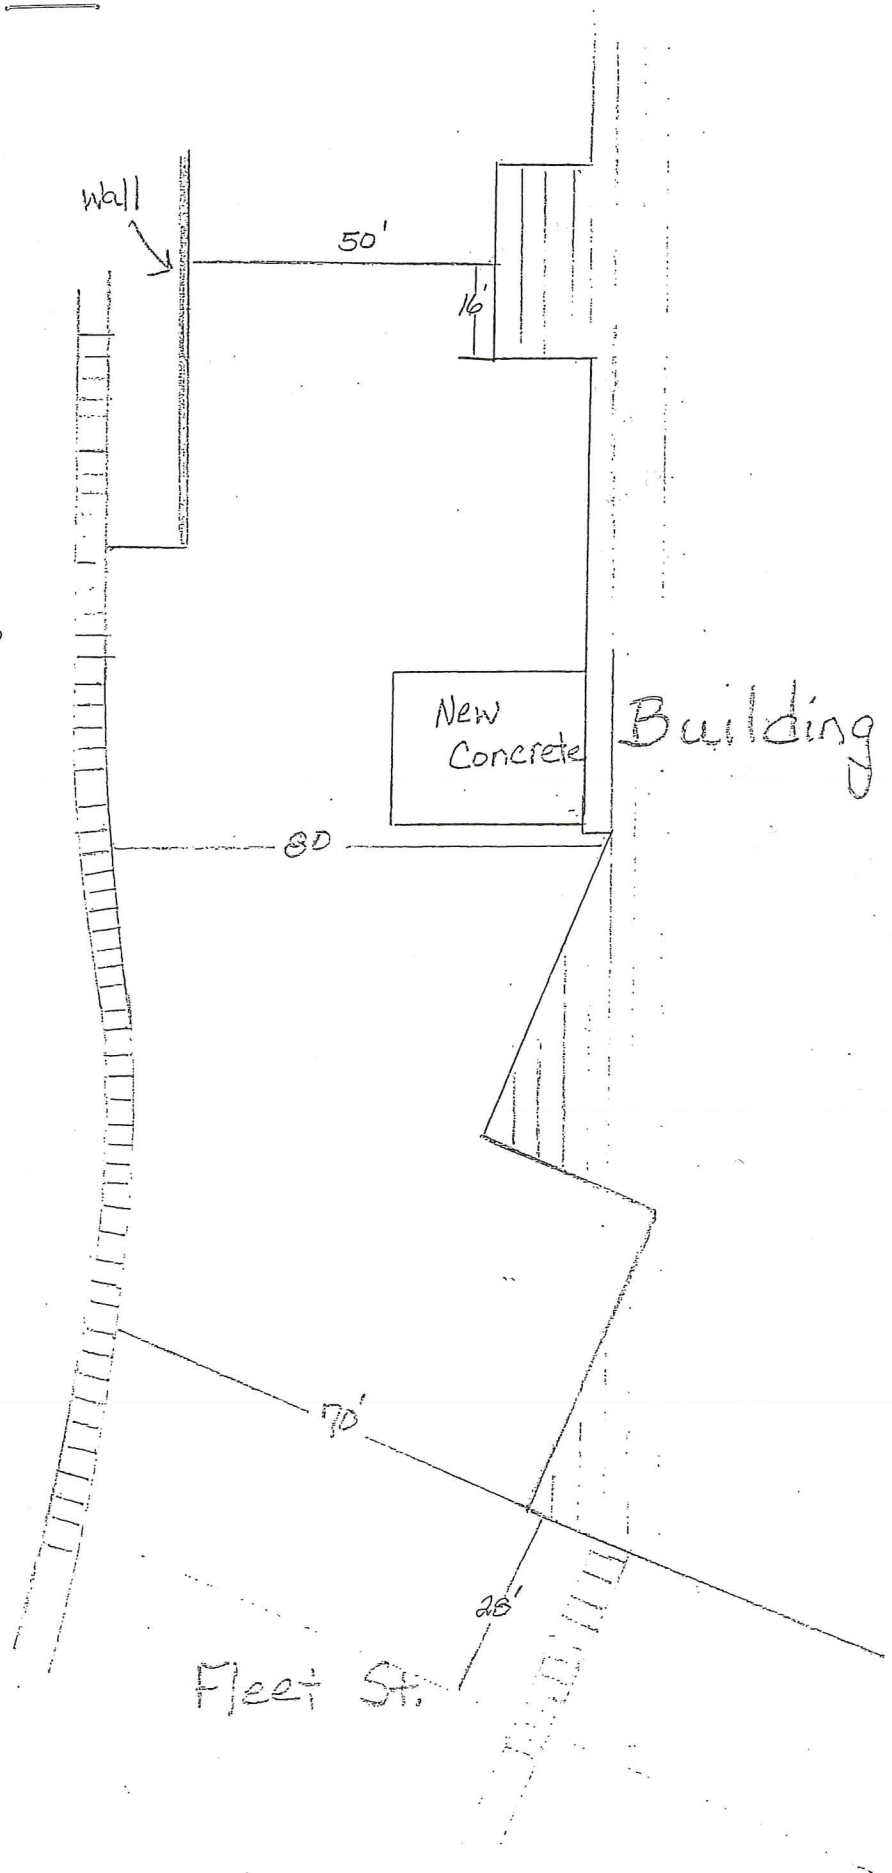 Wall
50'
16'
New
Concrete
Building
80
70'
28'
Fleet St.